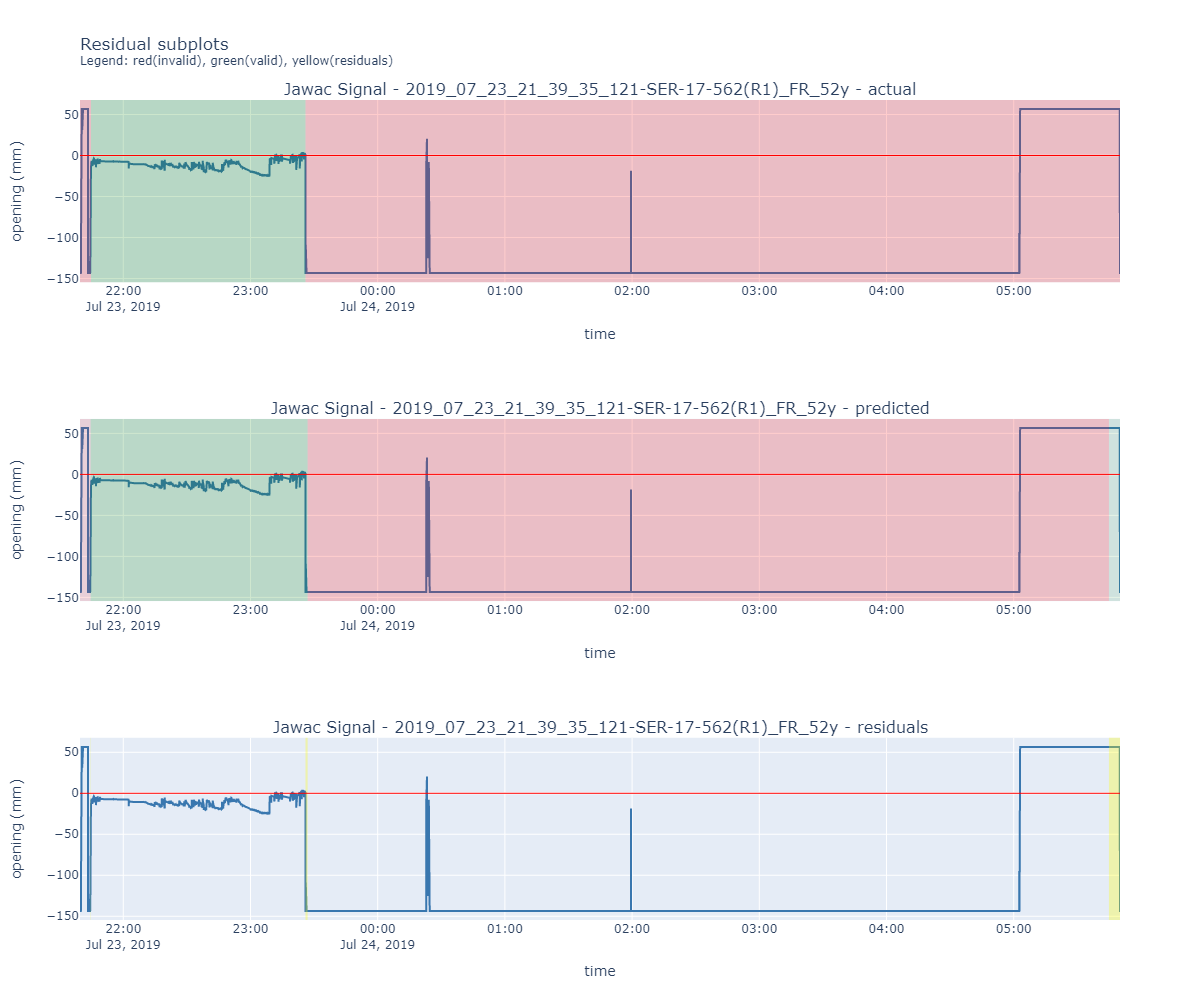 Residual subplots
Legend: red(invalid), green(valid), yellow(residuals)
Jawac Signal - 2019_07_23_21_39_35_121-SER-17-562(R1)_FR_52y - actual
50
0
−50
−100
−150
opening (mm)
22:00 23:00 00:00 01:00 02:00 03:00 04:00 05:00
Jul 23, 2019 Jul 24, 2019
time
Jawac Signal - 2019_07_23_21_39_35_121-SER-17-562(R1)_FR_52y - predicted
50
0
−50
−100
−150
opening (mm)
22:00 23:00 00:00 01:00 02:00 03:00 04:00 05:00
Jul 23, 2019 Jul 24, 2019
time
Jawac Signal - 2019_07_23_21_39_35_121-SER-17-562(R1)_FR_52y - residuals
50
0
−50
−100
−150
opening (mm)
22:00 23:00 00:00 01:00 02:00 03:00 04:00 05:00
Jul 23, 2019 Jul 24, 2019
time